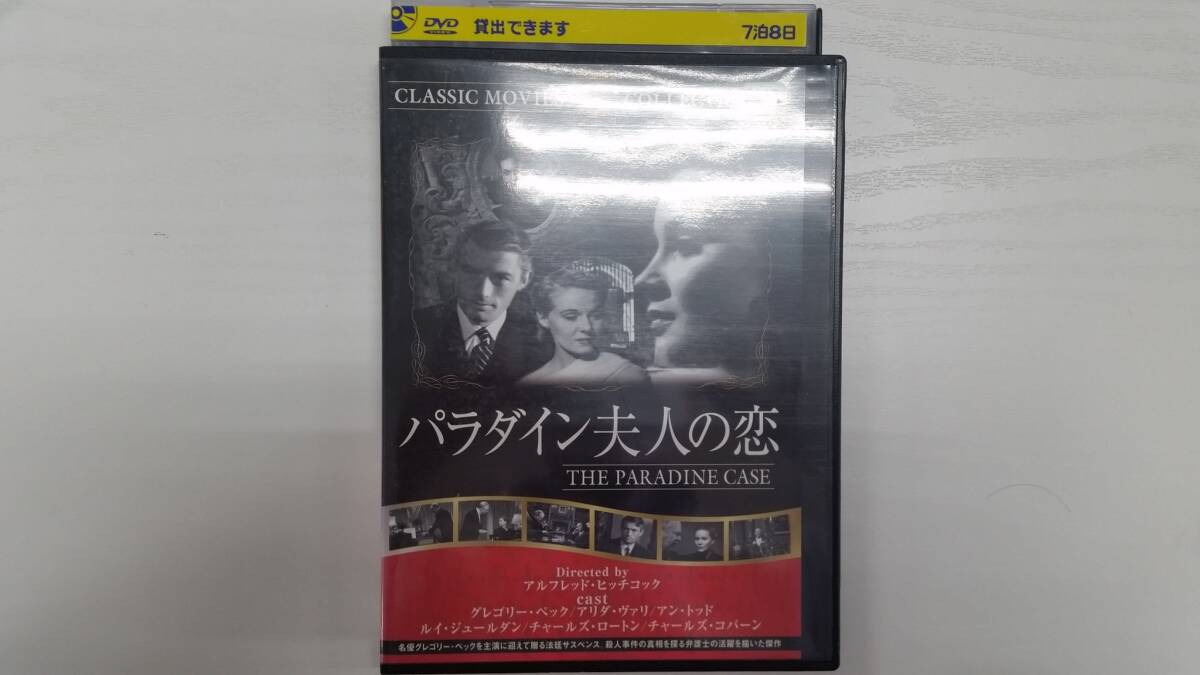 DVD 貸出できます 7泊8日
CLASSIC MOVIES COLLECTION
パラダイン夫人の恋
THE PARADINE CASE
Directed by
アルフレッド・ヒッチコック
cast
グレゴリー・ペック/アリダ・ヴァリ/アン・トッド
ルイ・ジュールダン/チャールズ・ロートン/チャールズ・コバーン
名優グレゴリー・ペックを主演に迎えて贈る法廷サスペンス。殺人事件の真相を探る弁護士の活躍を描いた傑作